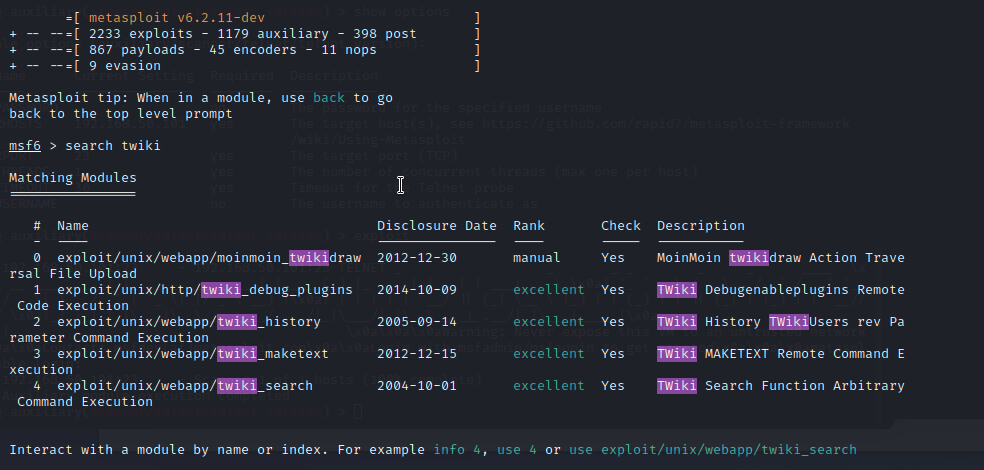 =[ metasploit v6.2.11-dev ]
+ -- --=[ 2233 exploits - 1179 auxiliary - 398 post ]
+ -- --=[ 867 payloads - 45 encoders - 11 nops ]
+ -- --=[ 9 evasion ]
Metasploit tip: When in a module, use back to go
back to the top level prompt
msf6 > search twiki
Matching Modules
================
# Name Disclosure Date Rank Check Description
- ---- --------------- ---- ----- -----------
0 exploit/unix/webapp/moinmoin_twikidraw 2012-12-30 manual Yes MoinMoin twikidraw Action Trave
rsal File Upload
1 exploit/unix/http/twiki_debug_plugins 2014-10-09 excellent Yes TWiki Debugenableplugins Remote
Code Execution
2 exploit/unix/webapp/twiki_history 2005-09-14 excellent Yes TWiki History TWikiUsers rev Pa
rameter Command Execution
3 exploit/unix/webapp/twiki_maketext 2012-12-15 excellent Yes TWiki MAKETEXT Remote Command E
xecution
4 exploit/unix/webapp/twiki_search 2004-10-01 excellent Yes TWiki Search Function Arbitrary
Command Execution
Interact with a module by name or index. For example info 4, use 4 or use exploit/unix/webapp/twiki_search